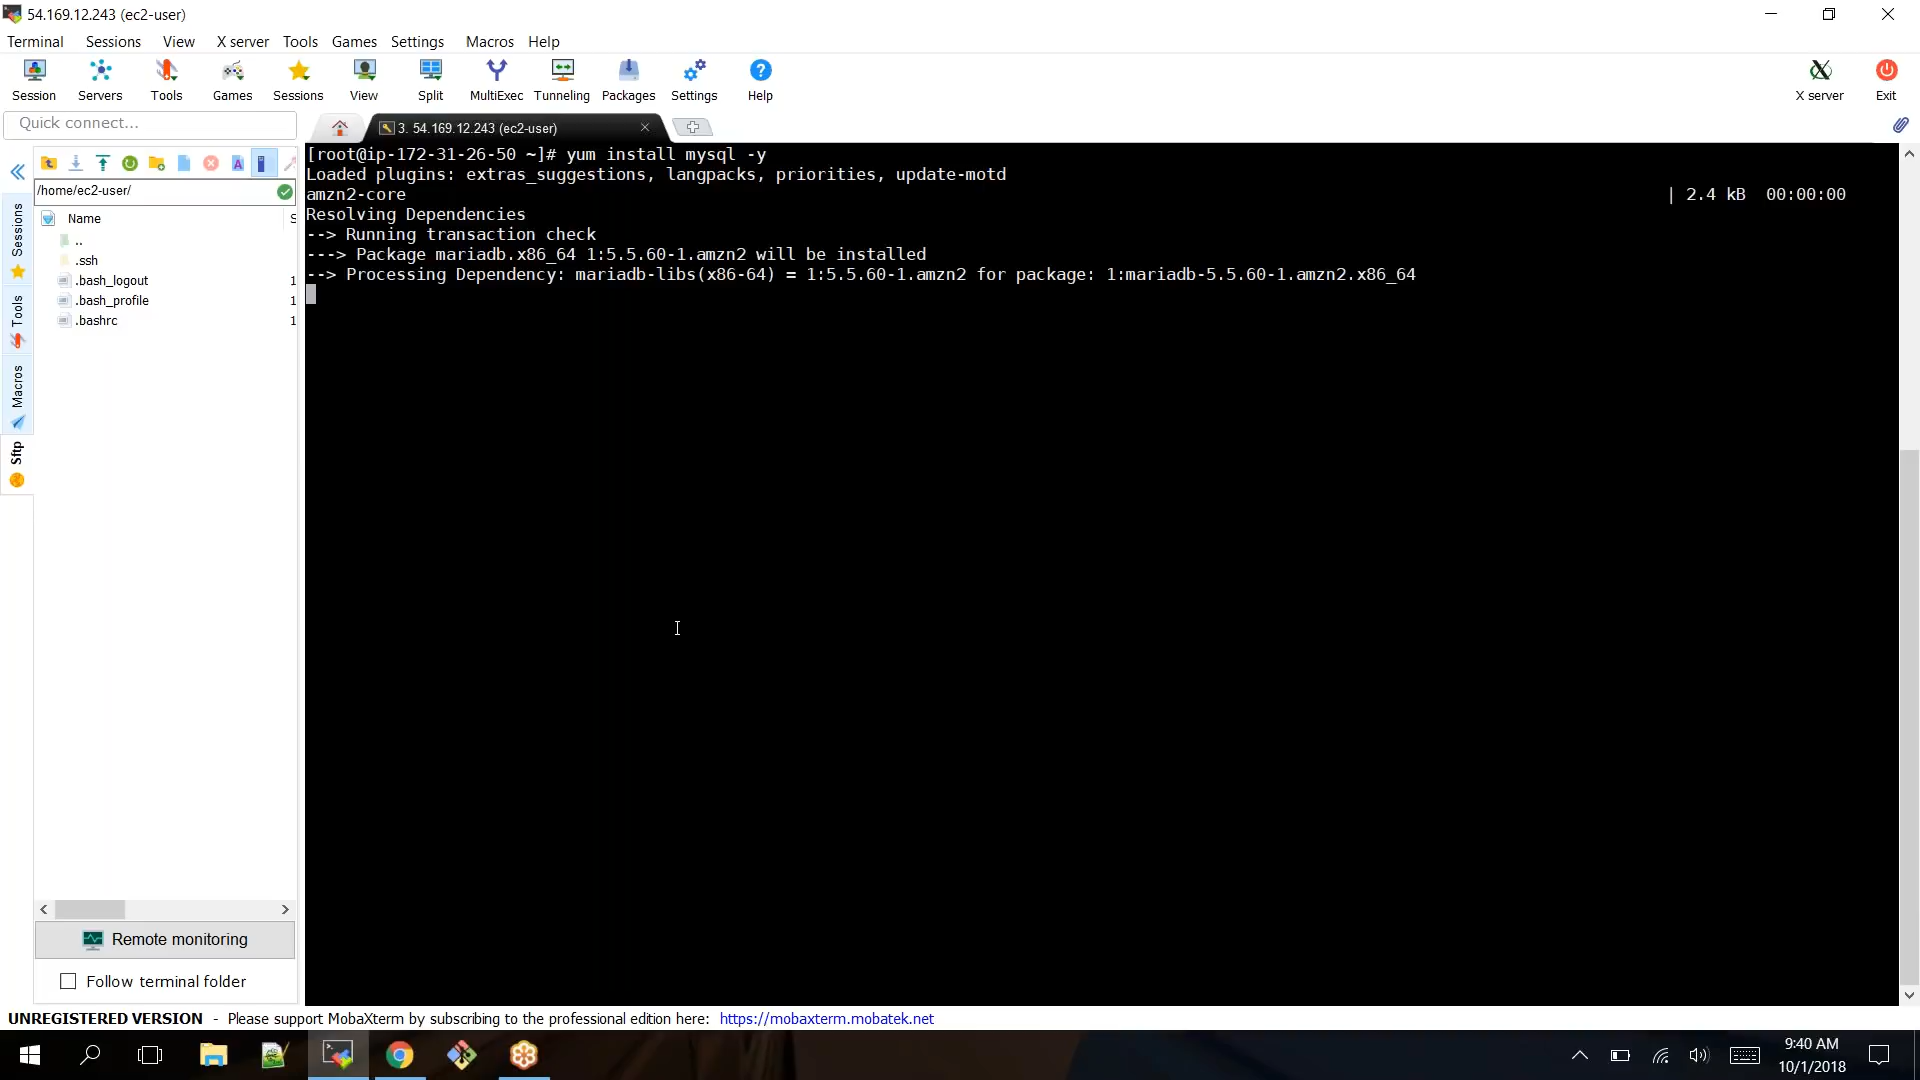 54.169.12.243 (ec2-user)
Terminal Sessions View X server Tools Games Settings Macros Help
Session Servers Tools Games Sessions View Split MultiExec Tunneling Packages Settings Help X server Exit
Quick connect...
3. 54.169.12.243 (ec2-user)
/home/ec2-user/
Name S
..
.ssh
.bash_logout 1
.bash_profile 1
.bashrc 1
Sessions
Tools
Macros
Sftp
[root@ip-172-31-26-50 ~]# yum install mysql -y
Loaded plugins: extras_suggestions, langpacks, priorities, update-motd
amzn2-core | 2.4 kB 00:00:00
Resolving Dependencies
--> Running transaction check
---> Package mariadb.x86_64 1:5.5.60-1.amzn2 will be installed
--> Processing Dependency: mariadb-libs(x86-64) = 1:5.5.60-1.amzn2 for package: 1:mariadb-5.5.60-1.amzn2.x86_64
Remote monitoring
Follow terminal folder
UNREGISTERED VERSION - Please support MobaXterm by subscribing to the professional edition here: https://mobaxterm.mobatek.net
9:40 AM
10/1/2018